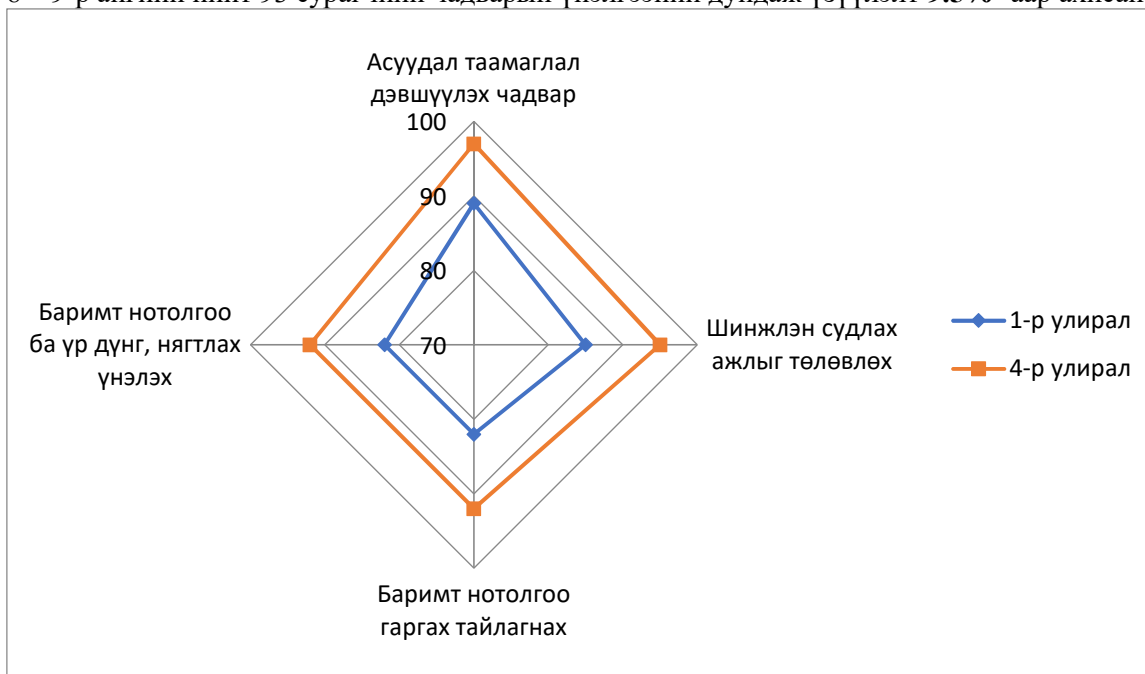 Асуудал таамаглал
дэвшүүлэх чадвар
100
90
80
70
Баримт нотолгоо
ба үр дүнг, нягтлах
үнэлэх
Шинжлэн судлах
ажлыг төлөвлөх
1-р улирал
4-р улирал
Баримт нотолгоо
гаргах тайлагнах